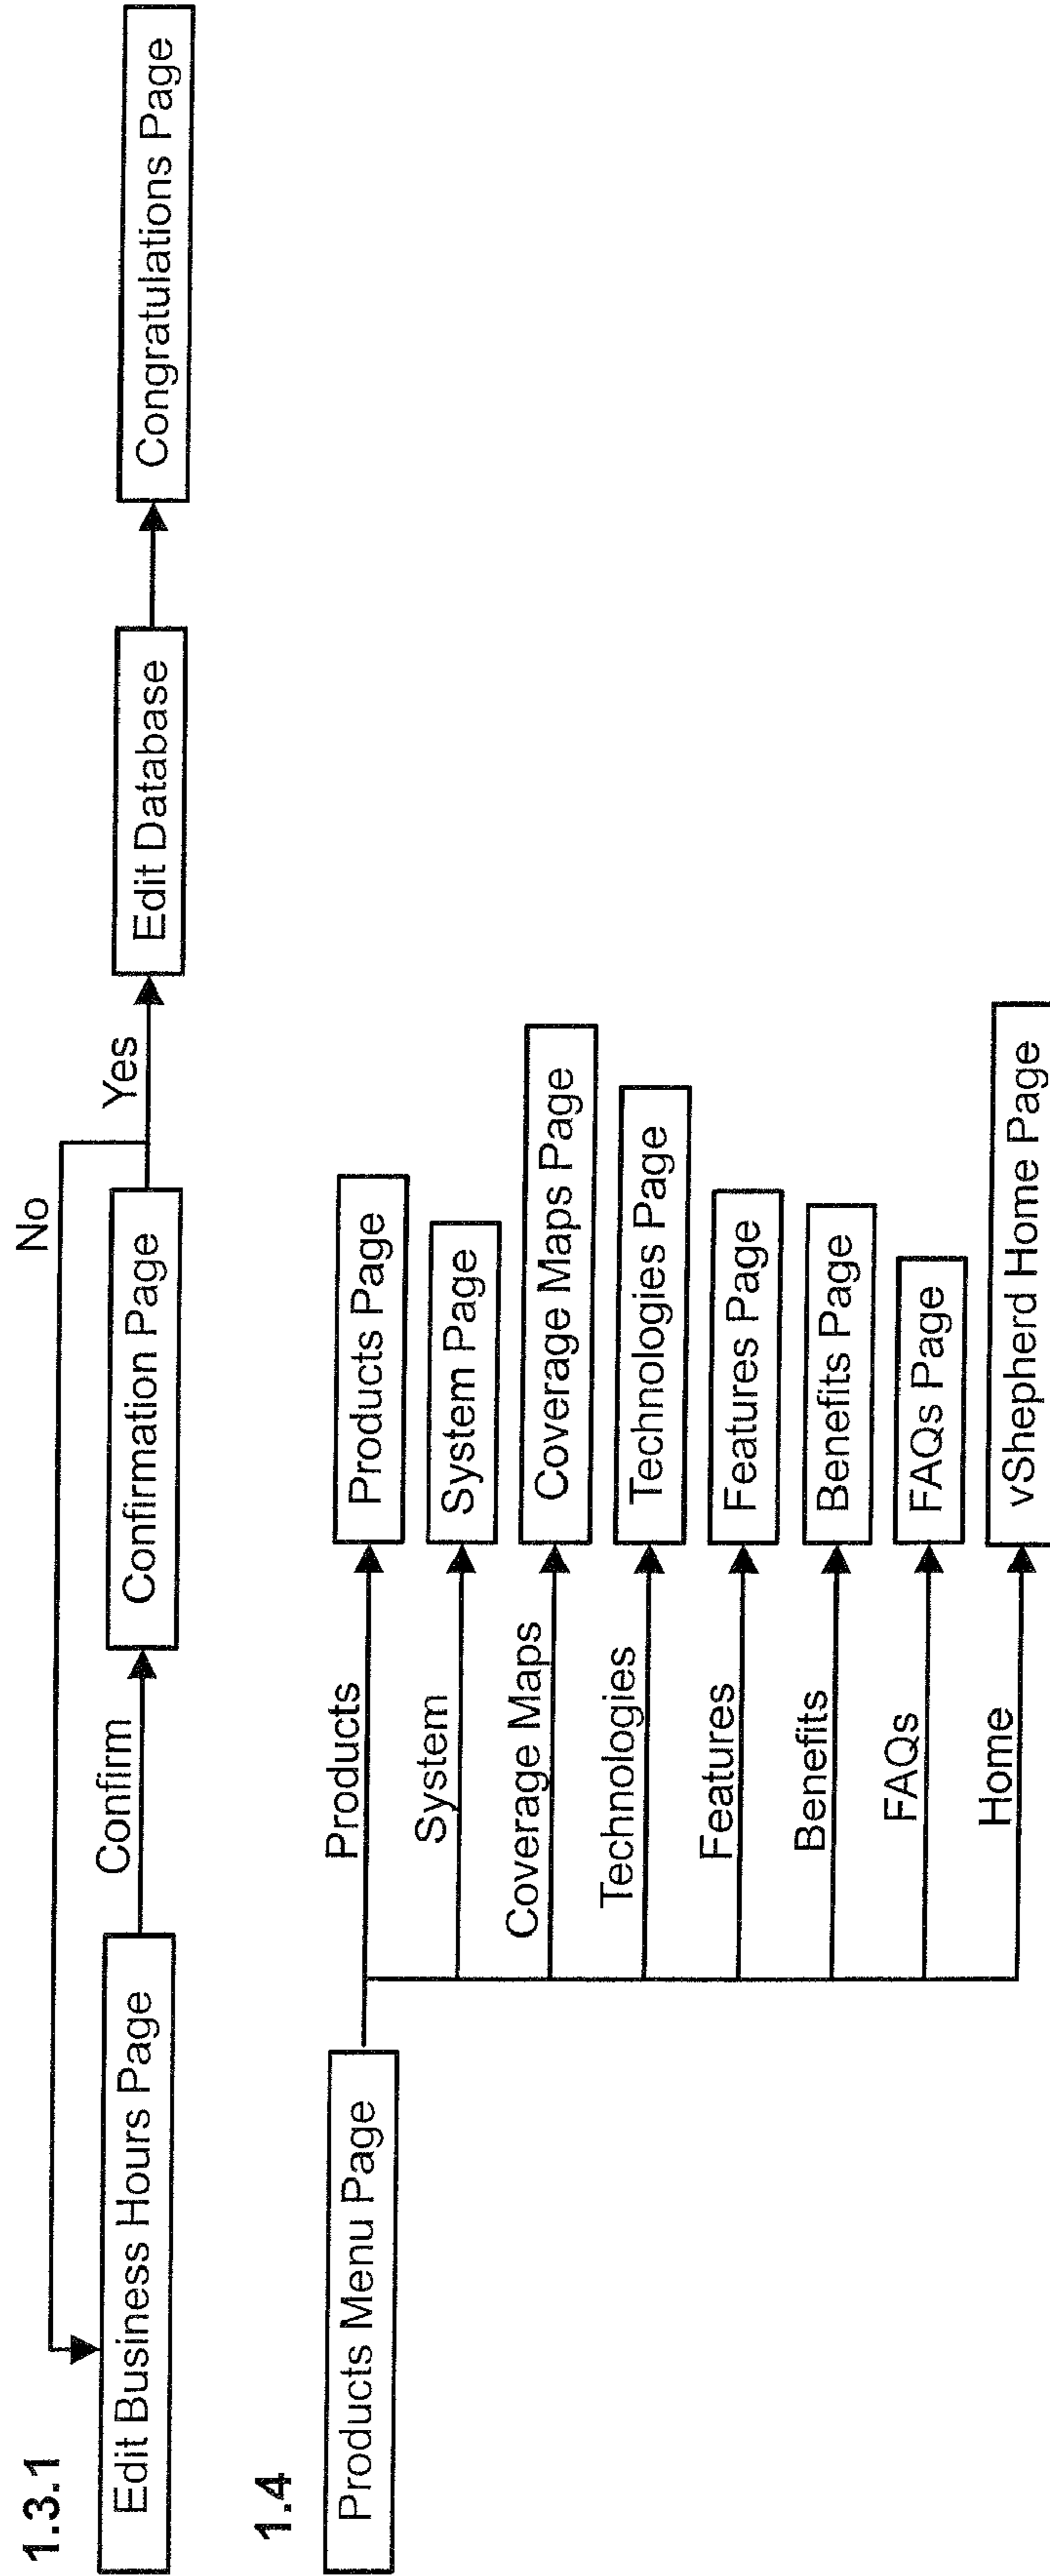 1.3.1
No
Edit Business Hours Page
Confirm
Confirmation Page
Yes
Edit Database
Congratulations Page
1.4
Products Menu Page
Products
Products Page
System
System Page
Coverage Maps
Coverage Maps Page
Technologies
Technologies Page
Features
Features Page
Benefits
Benefits Page
FAQs
FAQs Page
Home
vShepherd Home Page